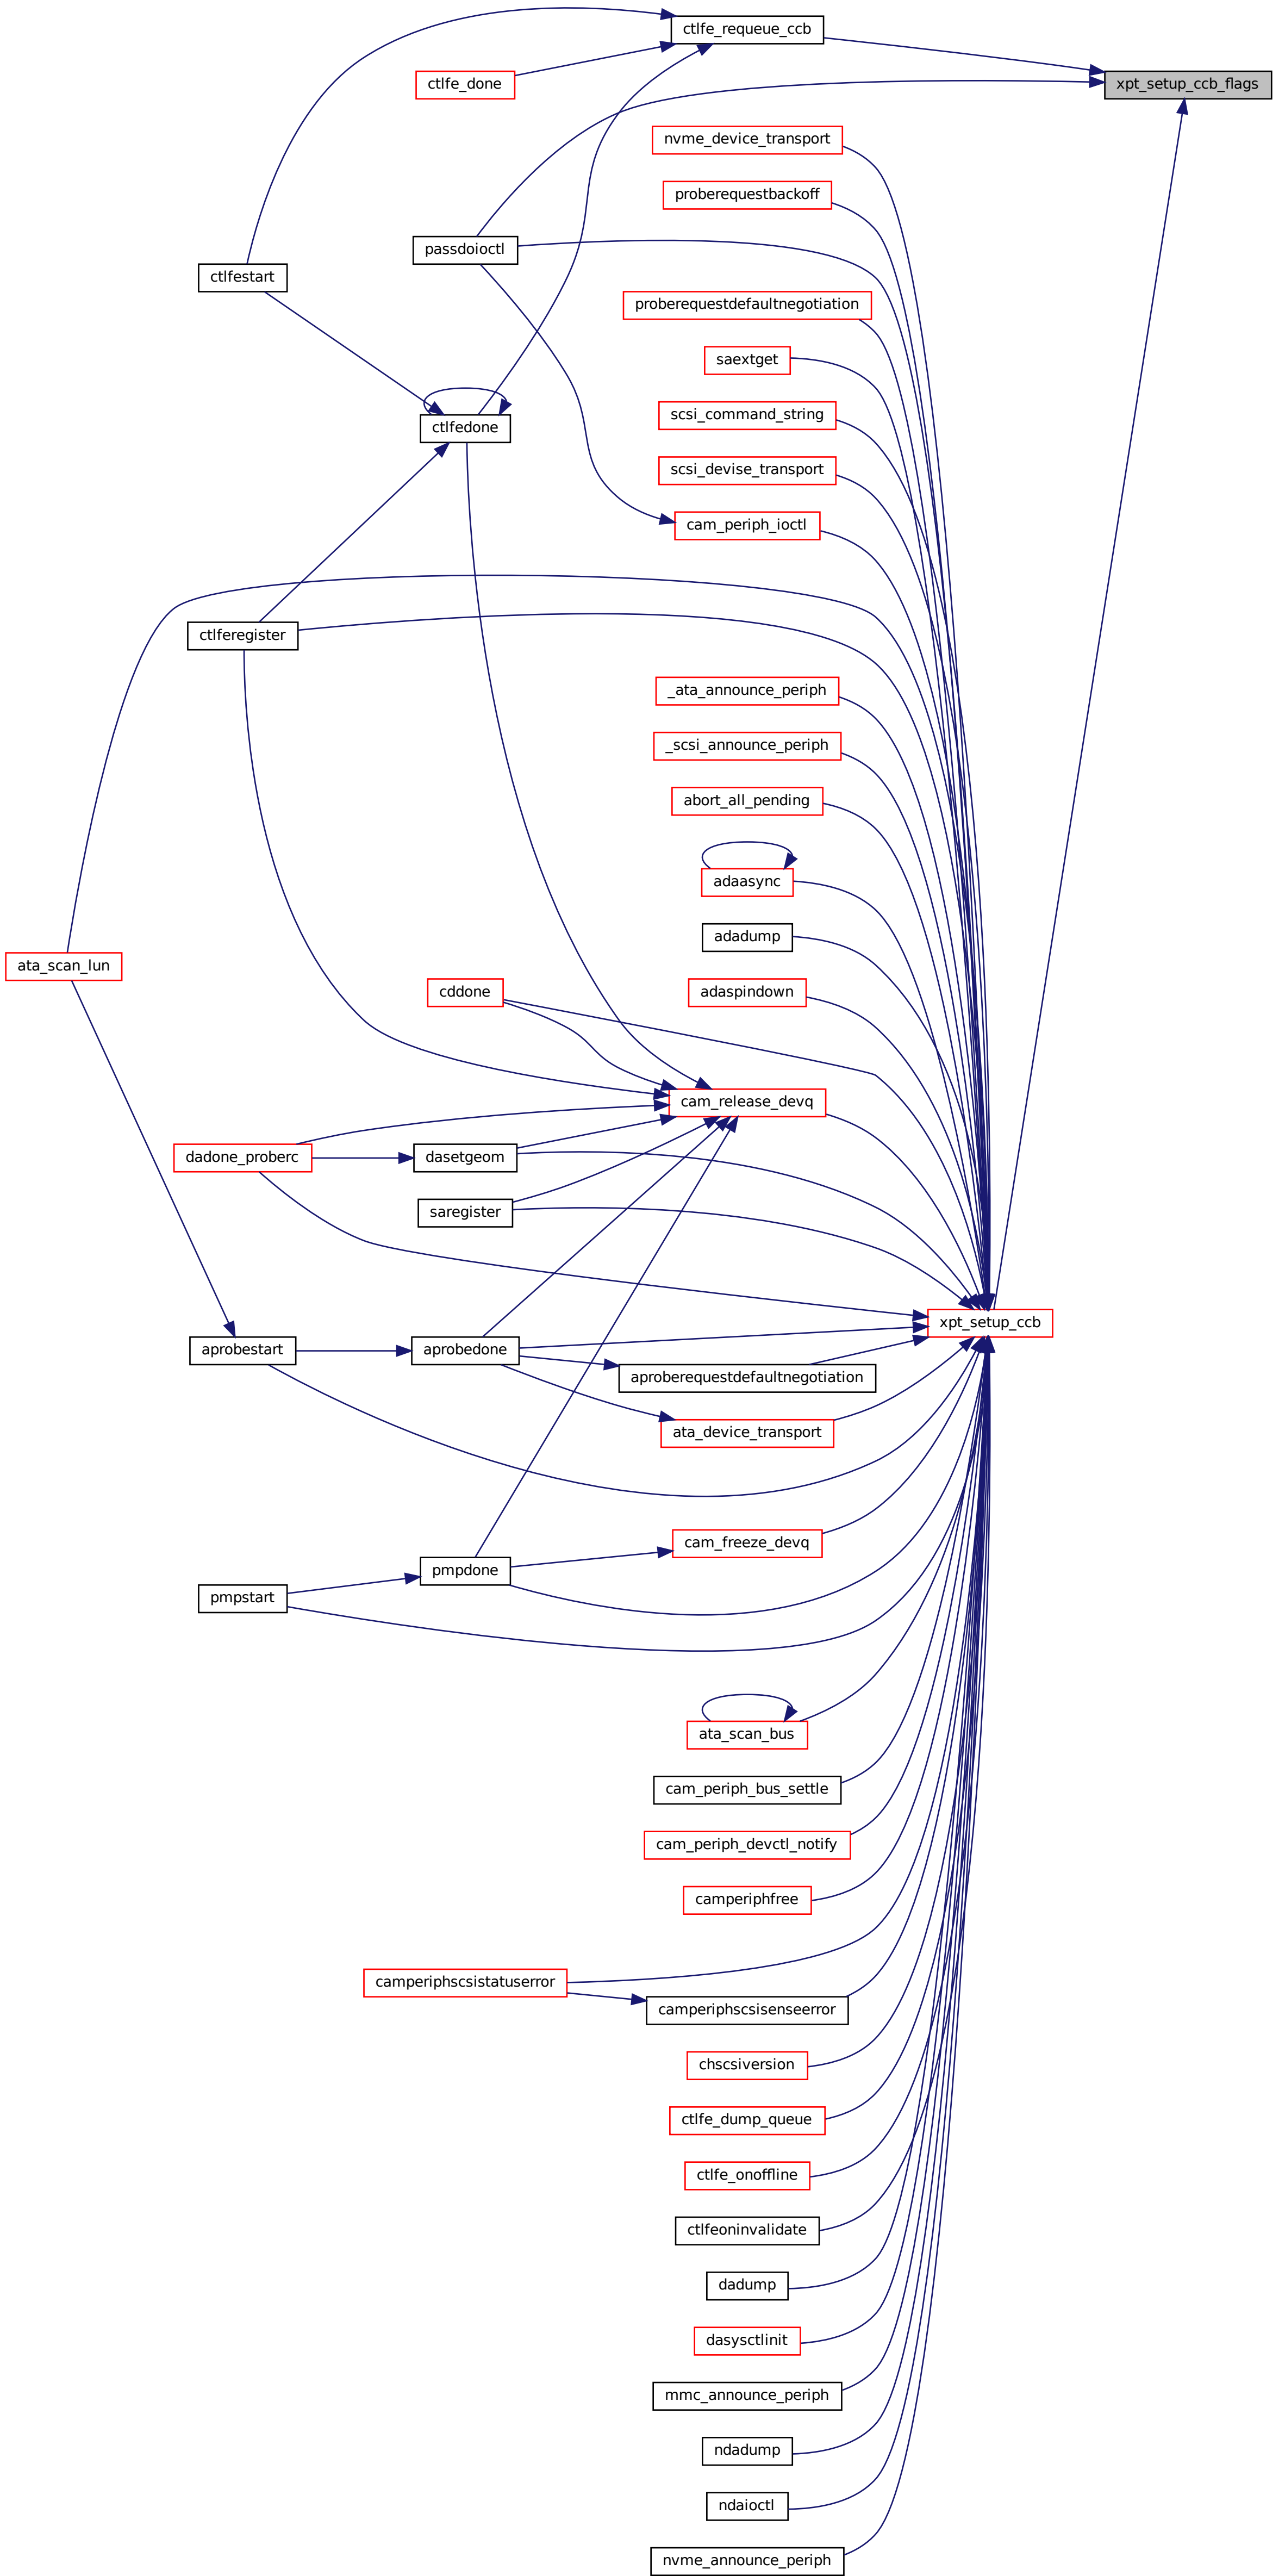 ctlfe_requeue_ccb
xpt_setup_ccb_flags
ctlfe_done
nvme_device_transport
proberequestbackoff
passdoioctl
ctlfestart
proberequestdefaultnegotiation
saextget
scsi_command_string
ctlfedone
scsi_devise_transport
cam_periph_ioctl
ctlferegister
_ata_announce_periph
_scsi_announce_periph
abort_all_pending
adaasync
adadump
ata_scan_lun
cddone
adaspindown
cam_release_devq
dadone_proberc
dasetgeom
saregister
xpt_setup_ccb
aprobestart
aprobedone
aproberequestdefaultnegotiation
ata_device_transport
cam_freeze_devq
pmpdone
pmpstart
ata_scan_bus
cam_periph_bus_settle
cam_periph_devctl_notify
camperiphfree
camperiphscsistatuserror
camperiphscsisenseerror
chscsiversion
ctlfe_dump_queue
ctlfe_onoffline
ctlfeoninvalidate
dadump
dasysctlinit
mmc_announce_periph
ndadump
ndaioctl
nvme_announce_periph